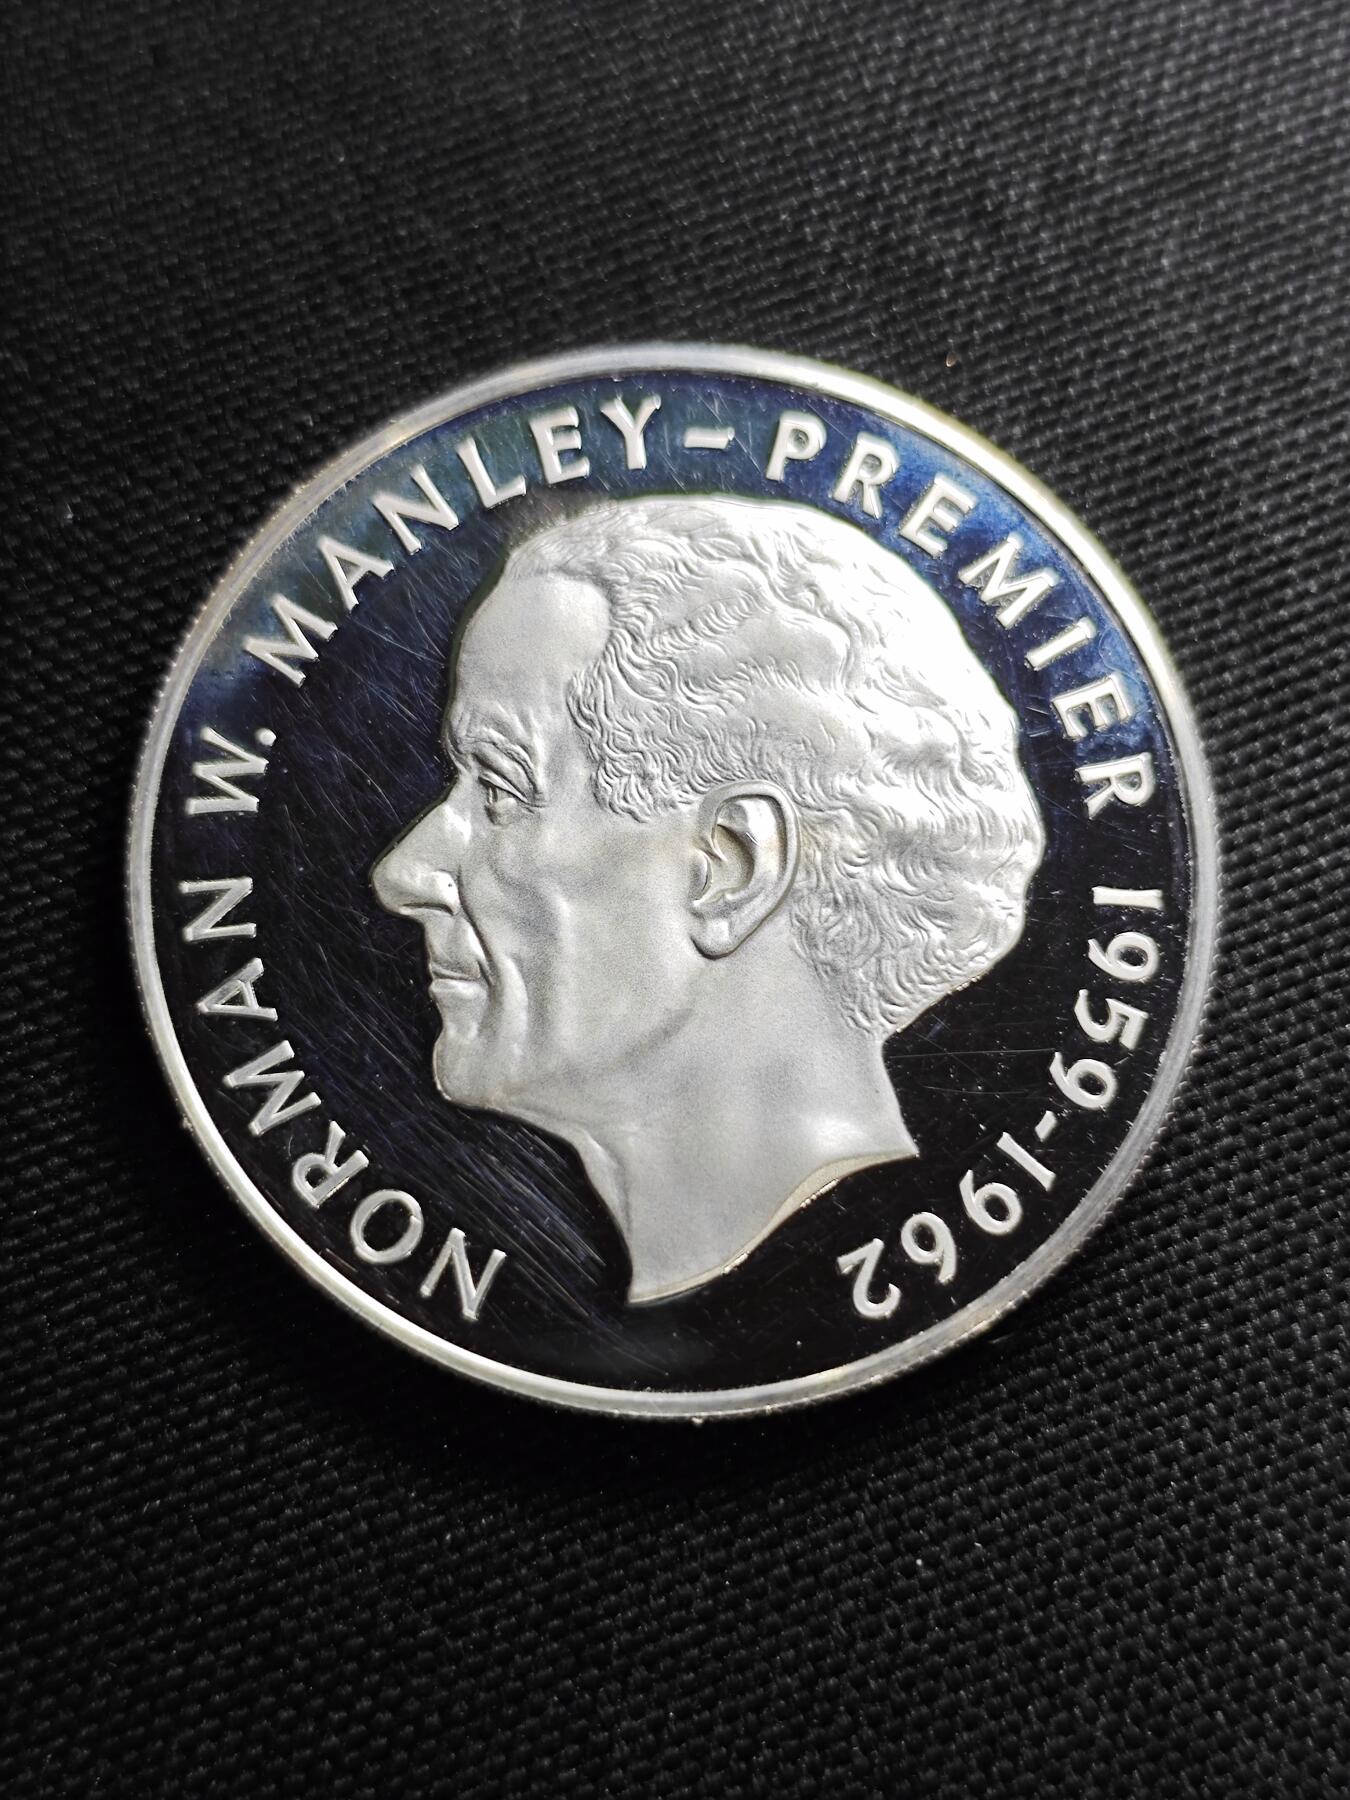 NORMAN W. MANLEY – PREMIER 1959-1962